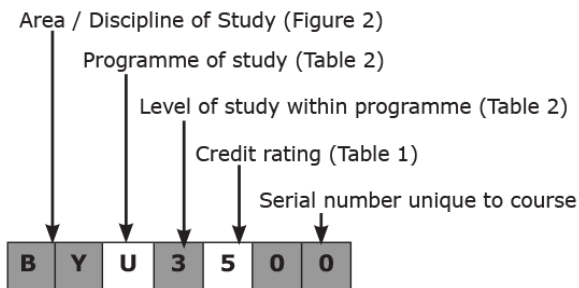 Area / Discipline of Study (Figure 2)
Programme of study (Table 2)
Level of study within programme (Table 2)
Credit rating (Table 1)
Serial number unique to course
B Y U 3 5 0 0